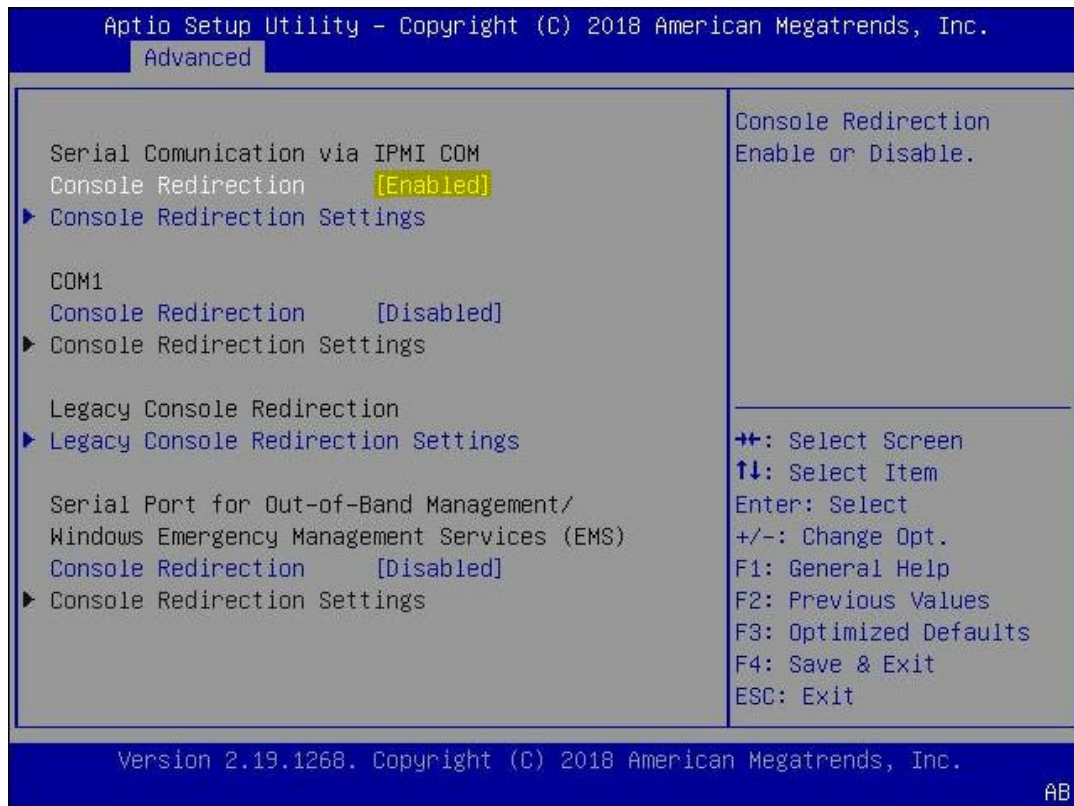 Aptio Setup Utility – Copyright (C) 2018 American Megatrends, Inc.
Advanced
Serial Comunication via IPMI COM
Console Redirection [Enabled]
Console Redirection Settings
COM1
Console Redirection [Disabled]
Console Redirection Settings
Legacy Console Redirection
Legacy Console Redirection Settings
Serial Port for Out-of-Band Management/
Windows Emergency Management Services (EMS)
Console Redirection [Disabled]
Console Redirection Settings
Console Redirection
Enable or Disable.
→←: Select Screen
↑↓: Select Item
Enter: Select
+/-: Change Opt.
F1: General Help
F2: Previous Values
F3: Optimized Defaults
F4: Save & Exit
ESC: Exit
Version 2.19.1268. Copyright (C) 2018 American Megatrends, Inc.
AB